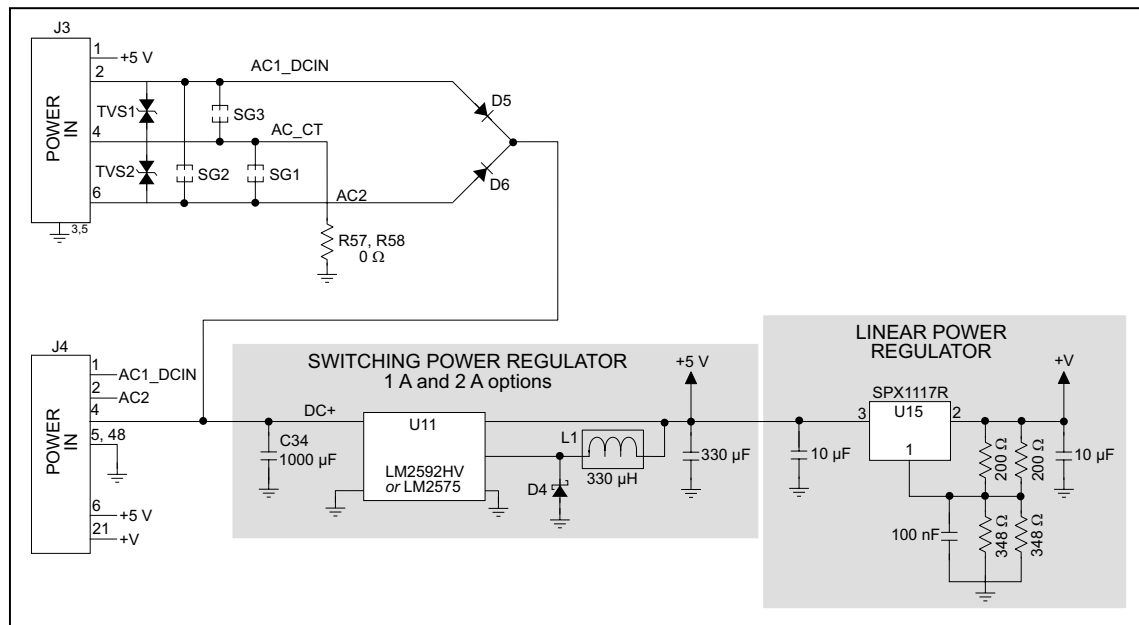 J3
1
+5 V
2
AC1_DCIN
TVS1
SG3
D5
POWER
IN
4
AC_CT
TVS2
SG2
SG1
D6
6
AC2
3,5
R57, R58
0 Ω
J4
1
AC1_DCIN
2
AC2
4
5, 48
POWER
IN
6
+5 V
21
+V
SWITCHING POWER REGULATOR
1 A and 2 A options
+5 V
DC+
U11
L1
C34
1000 µF
LM2592HV
or LM2575
330 µH
330 µF
D4
LINEAR POWER
REGULATOR
+V
SPX1117R
3
U15
2
1
10 µF
200 Ω
200 Ω
10 µF
100 nF
348 Ω
348 Ω